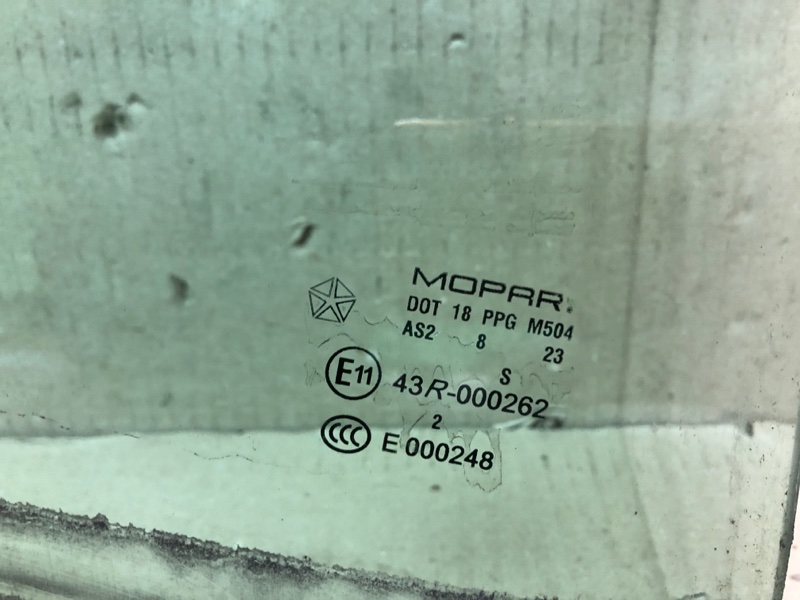 MOPAR.
DOT 18 PPG M504
AS2 8 23
S
E11 43R-000262
2
CCC E 000248